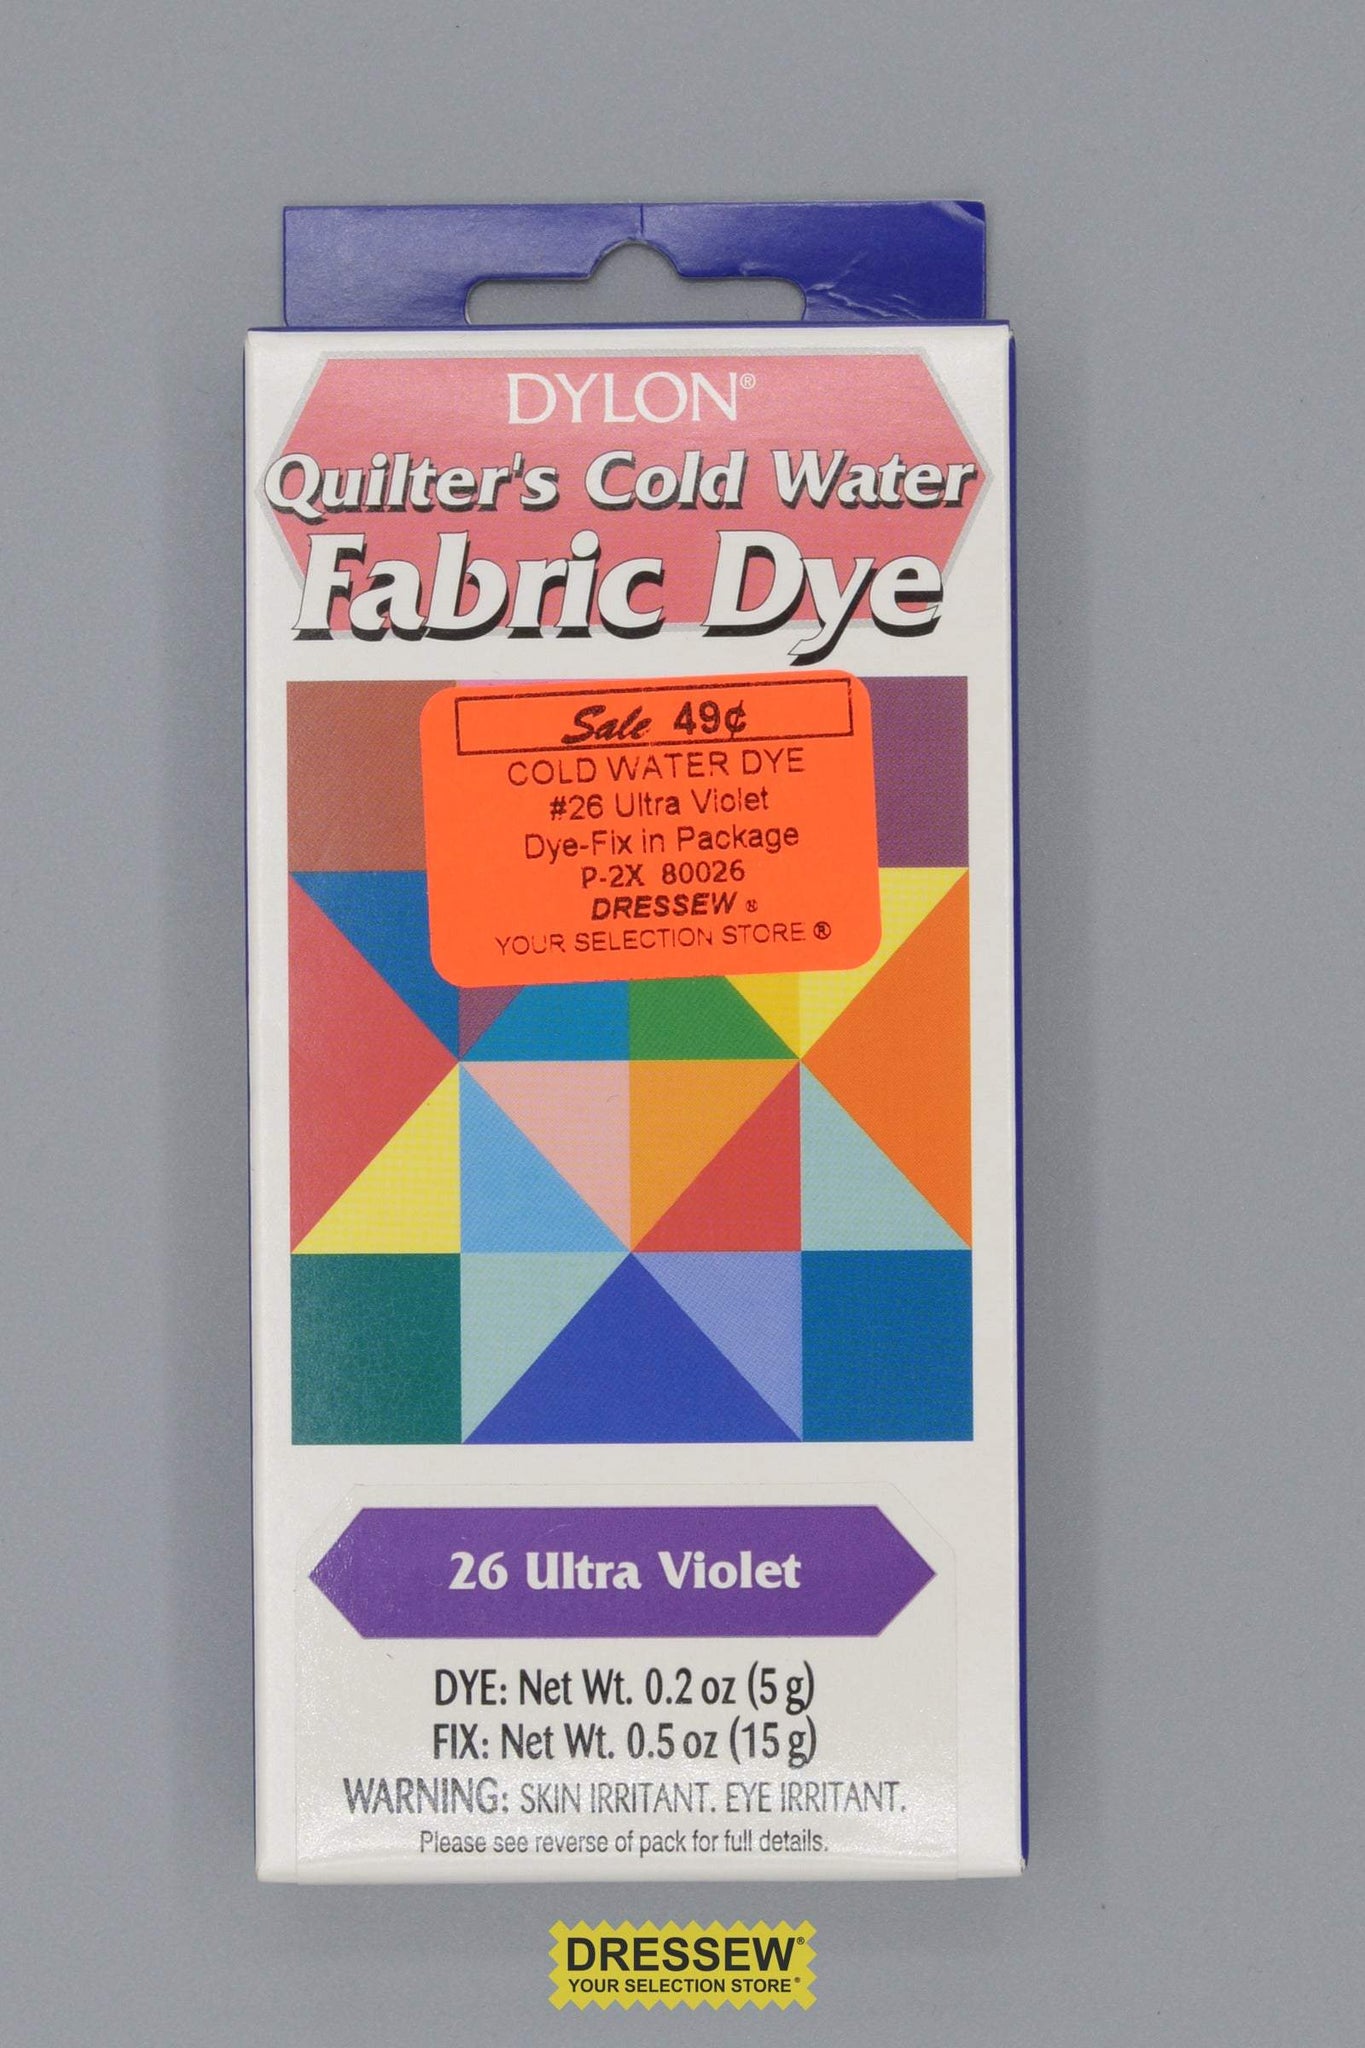 DYLON®
Quilter's Cold Water
Fabric Dye
Sale 49¢
COLD WATER DYE
#26 Ultra Violet
Dye-Fix in Package
P-2X 80026
DRESSEW ®
YOUR SELECTION STORE ®
26 Ultra Violet
DYE: Net Wt. 0.2 oz (5 g)
FIX: Net Wt. 0.5 oz (15 g)
WARNING: SKIN IRRITANT. EYE IRRITANT.
Please see reverse of pack for full details.
DRESSEW®
YOUR SELECTION STORE®